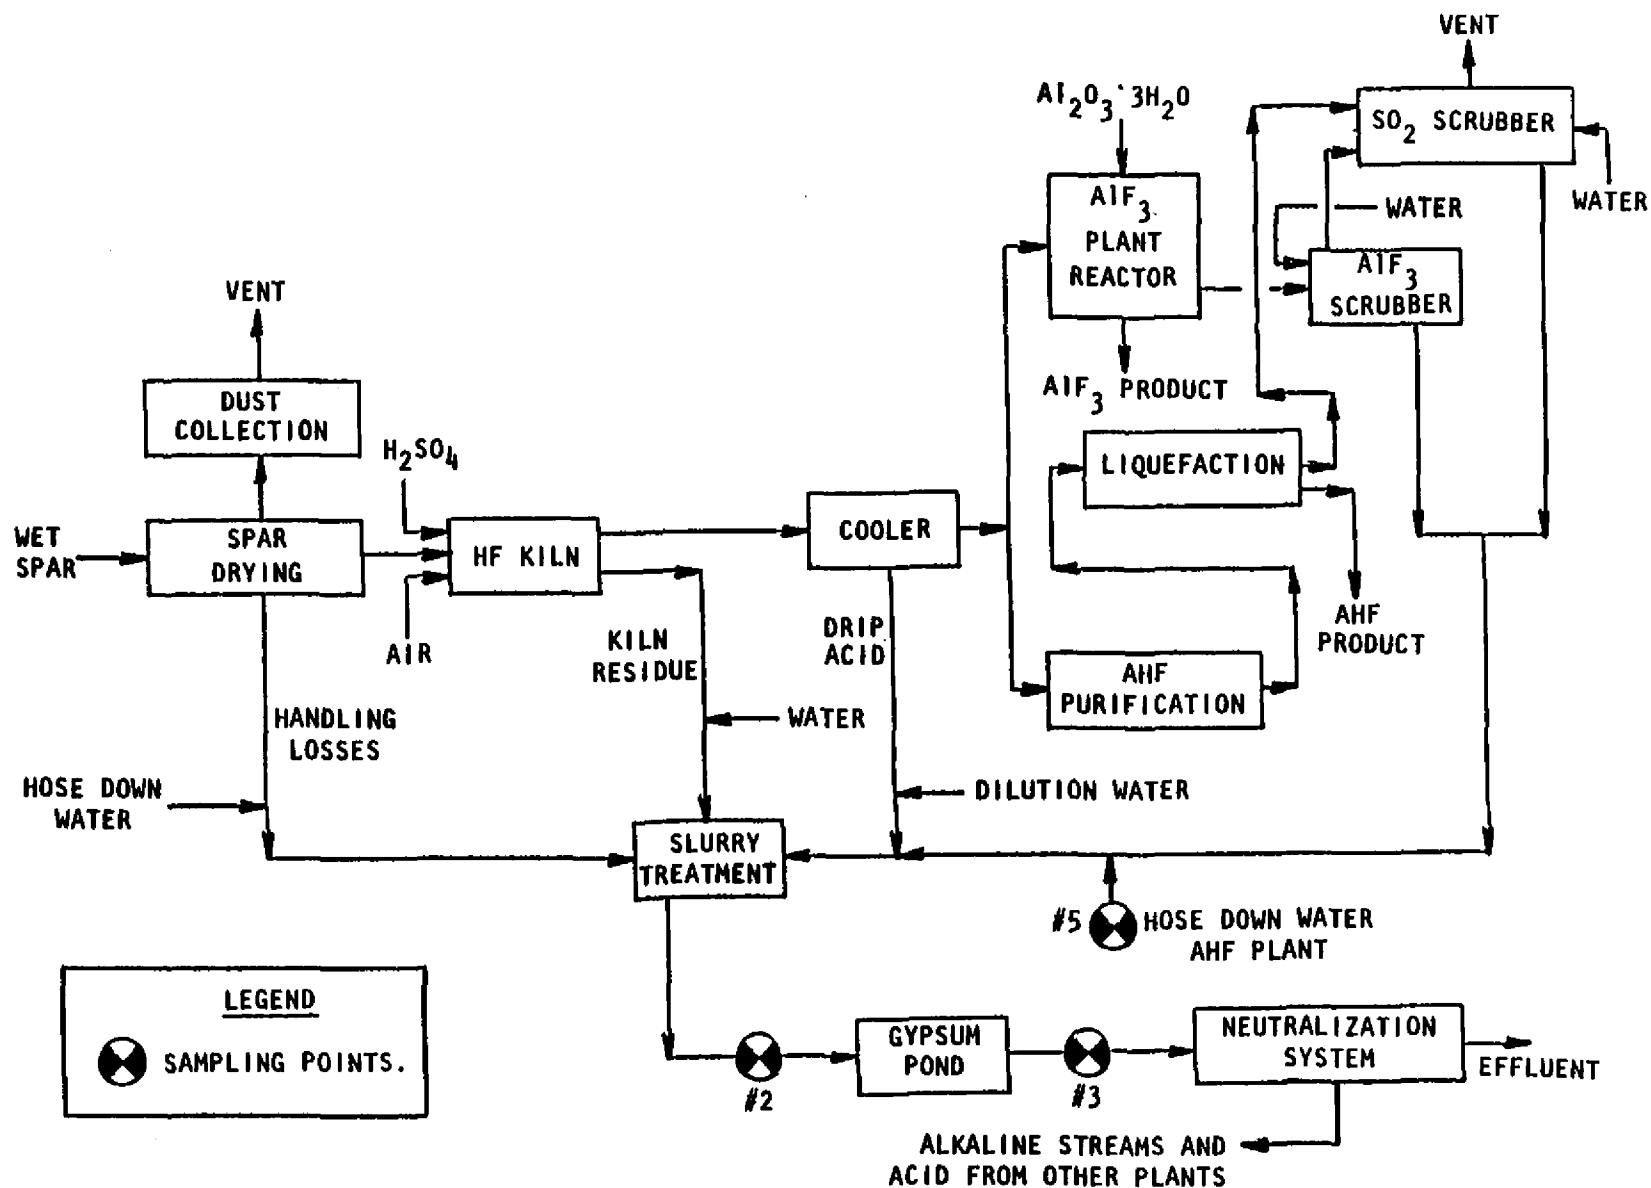 VENT
Al2O3·3H2O
SO2 SCRUBBER
WATER
AlF3
PLANT
REACTOR
WATER
AlF3
SCRUBBER
VENT
AlF3 PRODUCT
DUST
COLLECTION
H2SO4
LIQUEFACTION
WET
SPAR
SPAR
DRYING
HF KILN
COOLER
AIR
KILN
RESIDUE
DRIP
ACID
AHF
PRODUCT
AHF
PURIFICATION
HANDLING
LOSSES
WATER
HOSE DOWN
WATER
DILUTION WATER
SLURRY
TREATMENT
#5
HOSE DOWN WATER
AHF PLANT
LEGEND
SAMPLING POINTS.
#2
GYPSUM
POND
#3
NEUTRALIZATION
SYSTEM
EFFLUENT
ALKALINE STREAMS AND
ACID FROM OTHER PLANTS